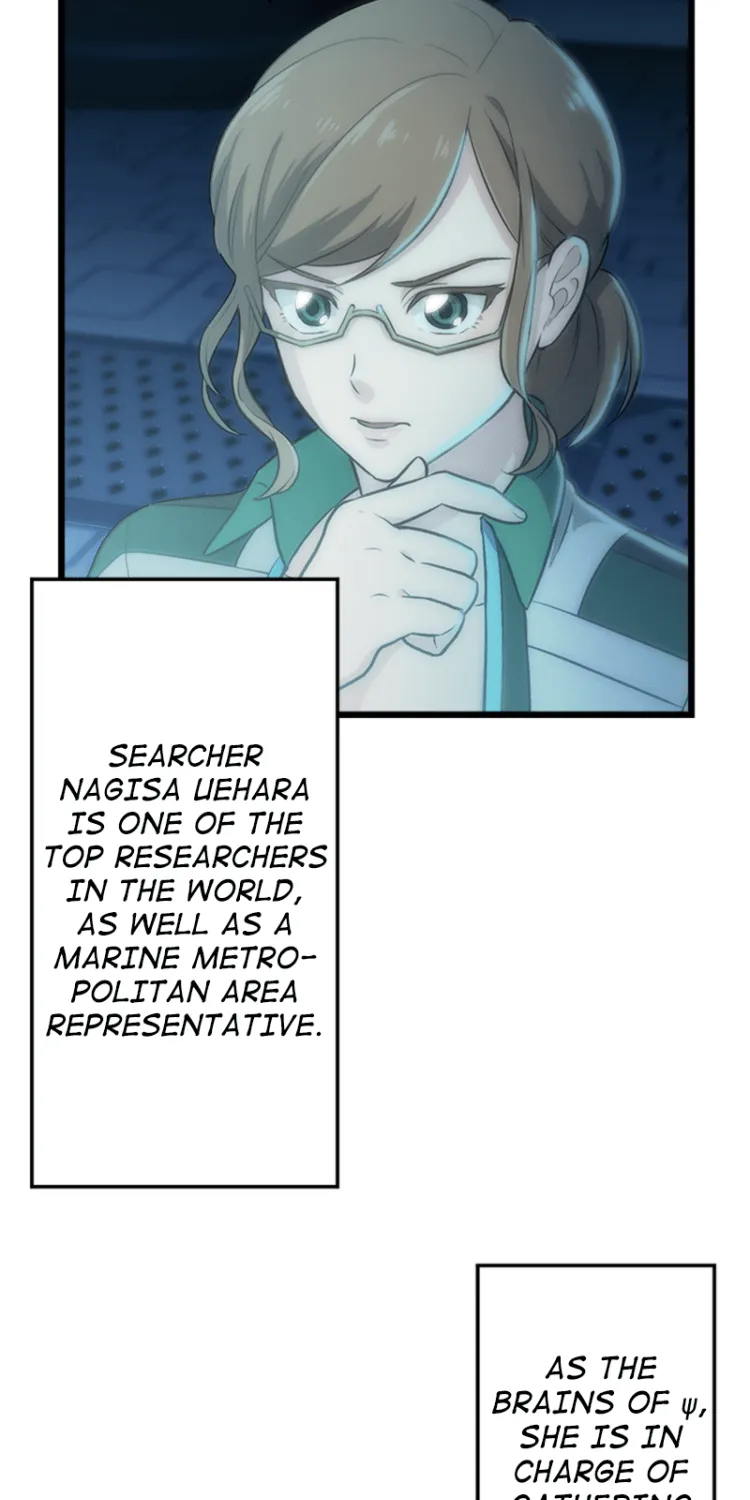 SEARCHER
NAGISA UEHARA
IS ONE OF THE
TOP RESEARCHERS
IN THE WORLD,
AS WELL AS A
MARINE METRO-
POLITAN AREA
REPRESENTATIVE.
AS THE
BRAINS OF ψ,
SHE IS IN
CHARGE OF
GATHERING